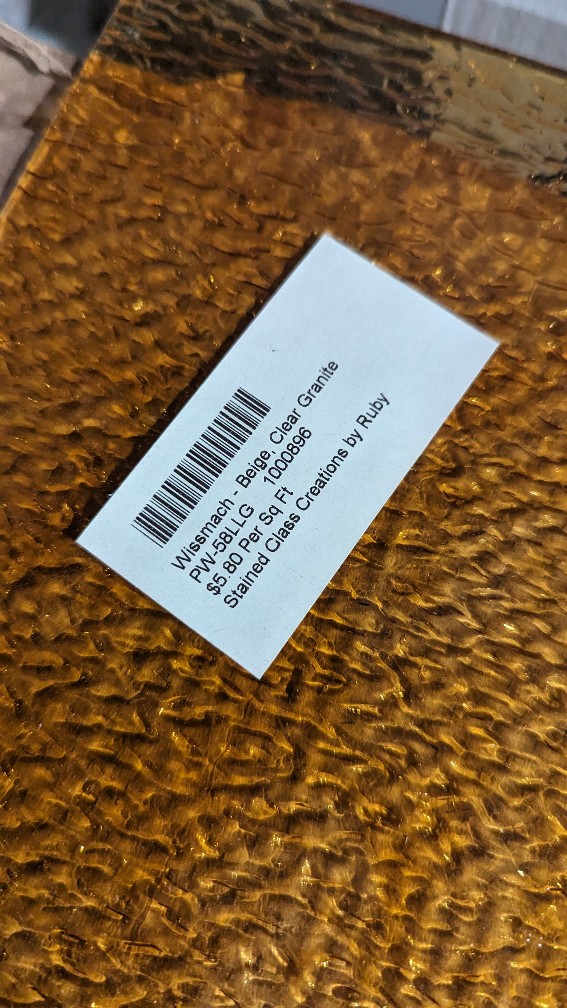 Wissmach - Beige, Clear Granite
PW-58LLG 1000896
$5.80 Per Sq Ft
Stained Glass Creations by Ruby